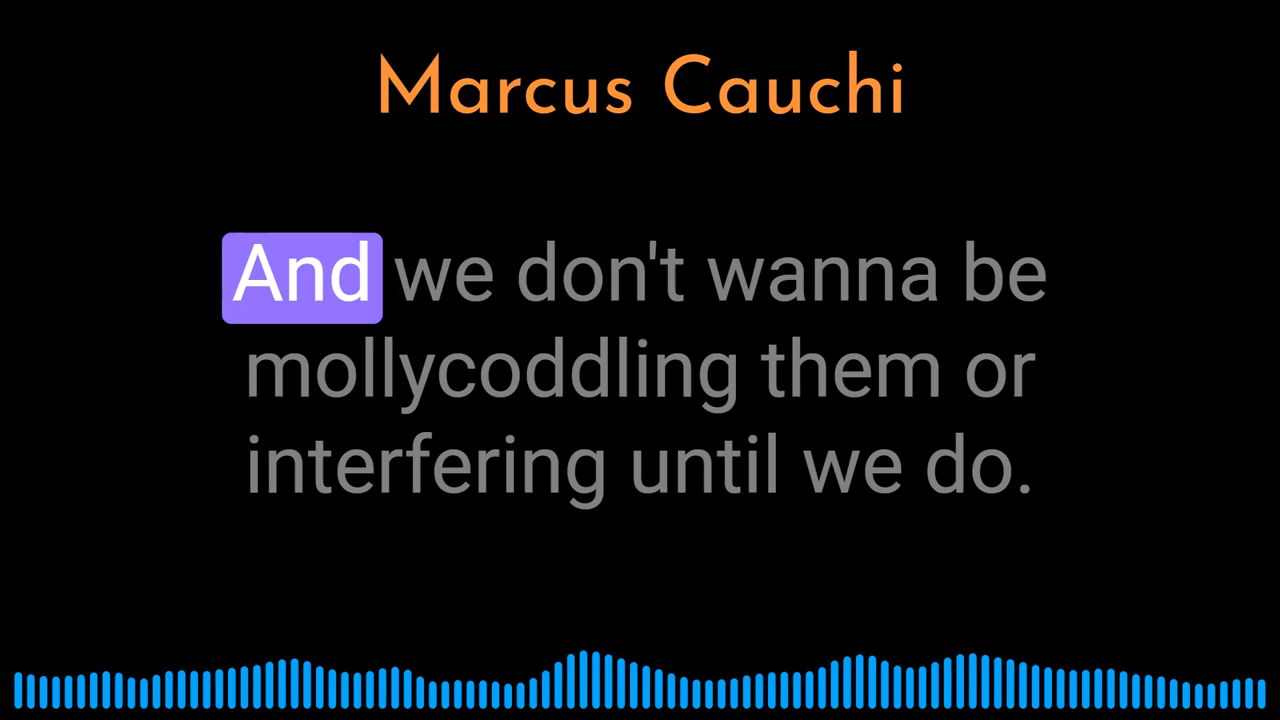 Marcus Cauchi
And we don't wanna be
mollycoddling them or
interfering until we do.